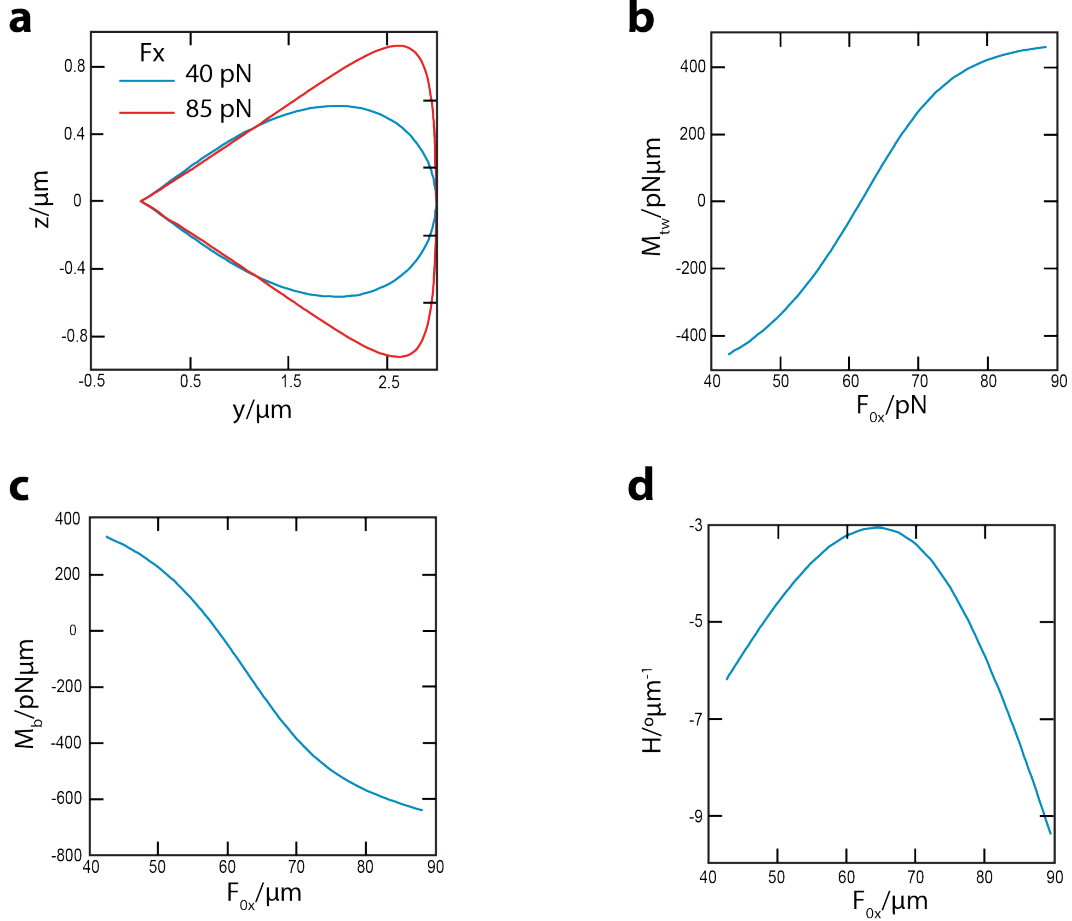 a
Fx
40 pN
85 pN
0.8
0.4
0
-0.4
-0.8
-0.5
0.5
1.5
2.5
z/μm
y/μm
b
400
200
0
-200
-400
40
50
60
70
80
90
M_tw/pNμm
F_0x/pN
c
400
200
0
-200
-400
-600
-800
40
50
60
70
80
90
M_b/pNμm
F_0x/μm
d
-3
-5
-7
-9
40
50
60
70
80
90
H/°μm⁻¹
F_0x/μm